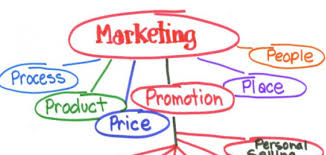 Marketing
People
Process
Place
Product
Promotion
Price
Personal
Selling